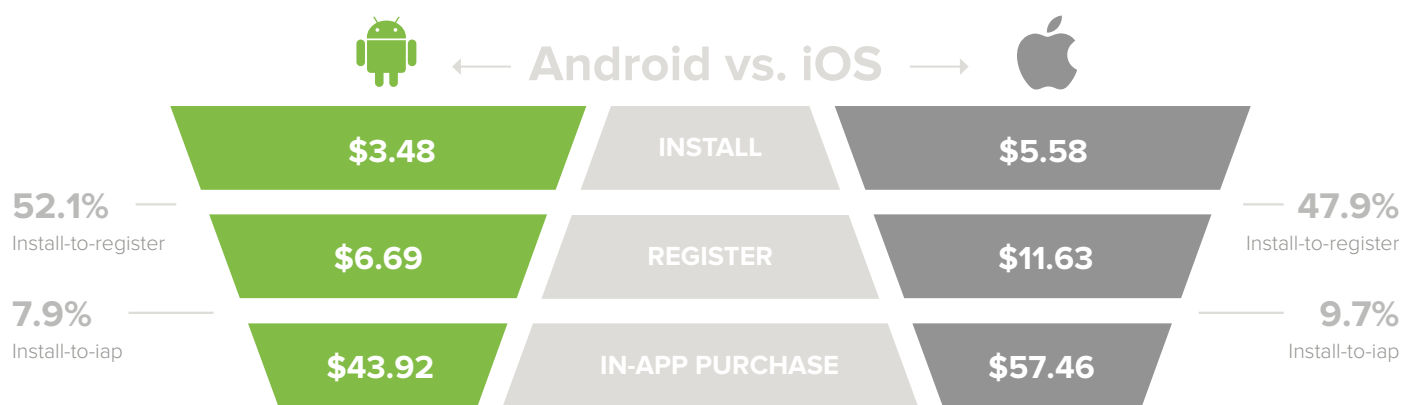 Android vs. iOS
$3.48
INSTALL
$5.58
52.1%
Install-to-register
47.9%
Install-to-register
$6.69
REGISTER
$11.63
7.9%
Install-to-iap
9.7%
Install-to-iap
$43.92
IN-APP PURCHASE
$57.46